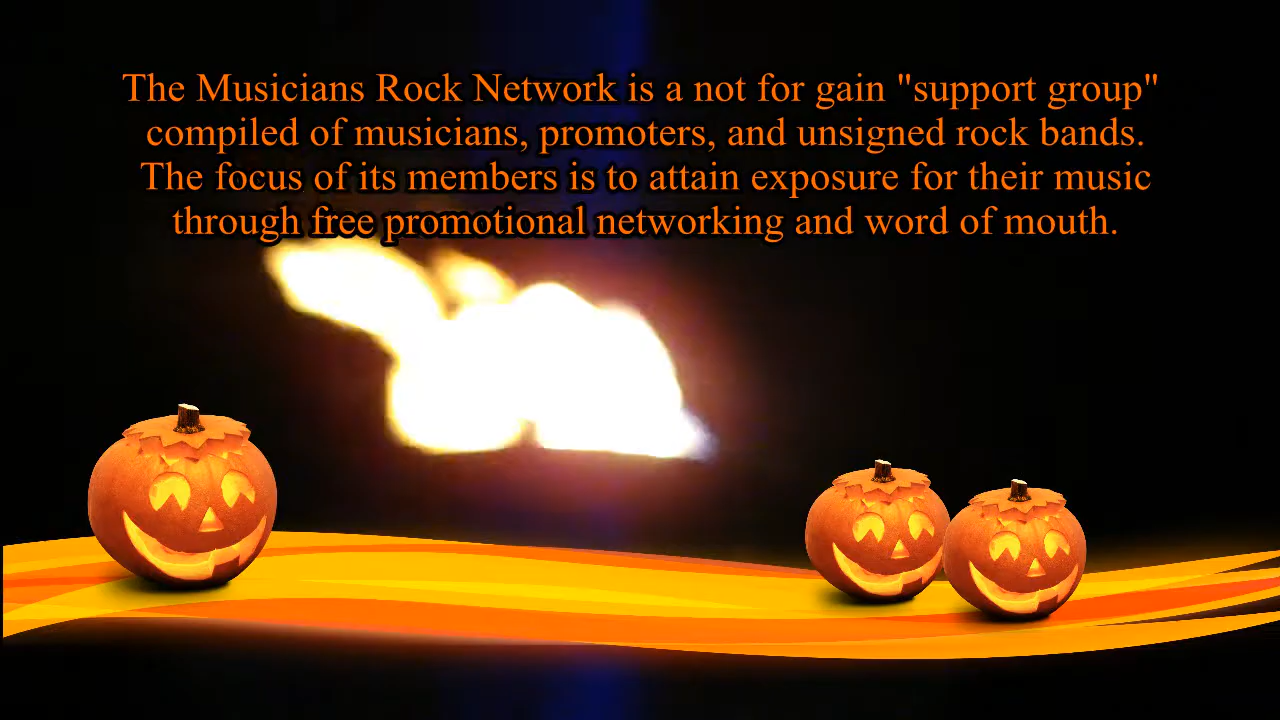 The Musicians Rock Network is a not for gain "support group"
compiled of musicians, promoters, and unsigned rock bands.
The focus of its members is to attain exposure for their music
through free promotional networking and word of mouth.